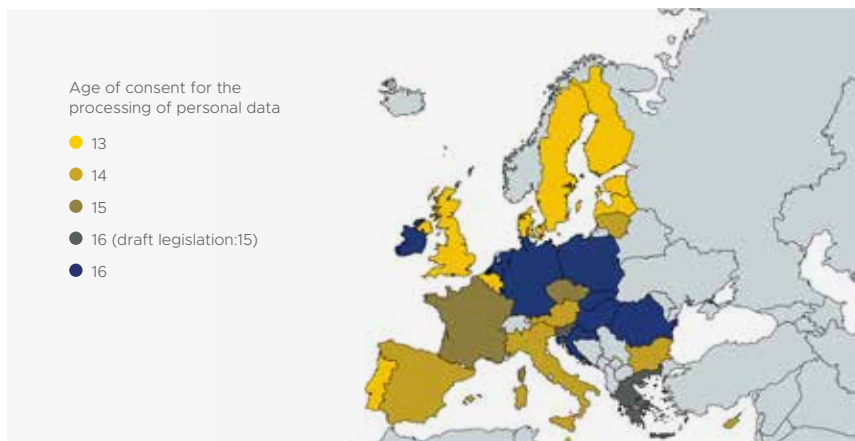 Age of consent for the
processing of personal data
13
14
15
16 (draft legislation:15)
16